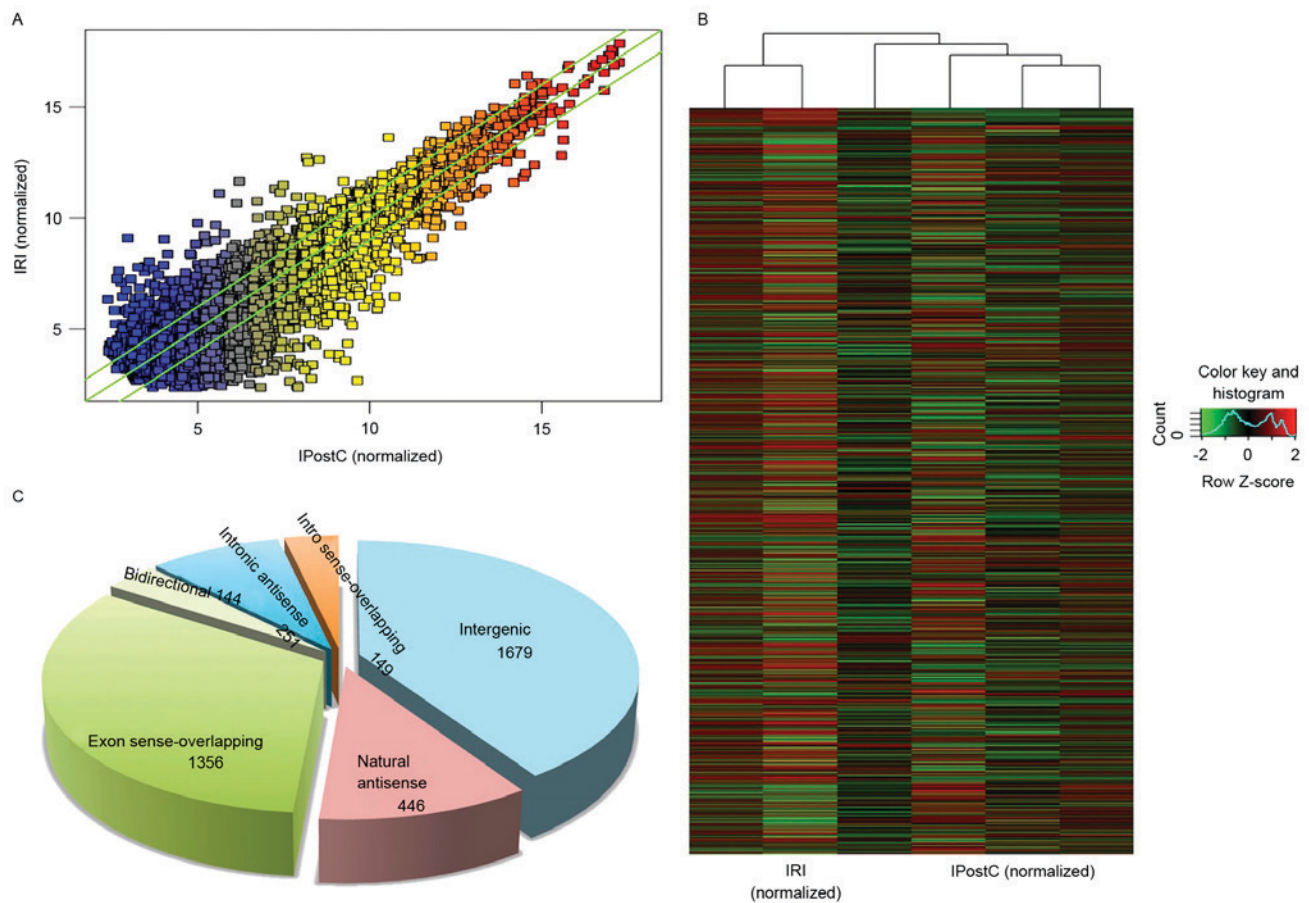 A
IRI (normalized)
15
10
5
5
10
15
IPostC (normalized)
B
IRI
(normalized)
IPostC (normalized)
Color key and
histogram
Count
0
-2
0
2
Row Z-score
C
Intro sense-overlapping
149
Intronic antisense
251
Bidirectional 144
Intergenic
1679
Exon sense-overlapping
1356
Natural
antisense
446